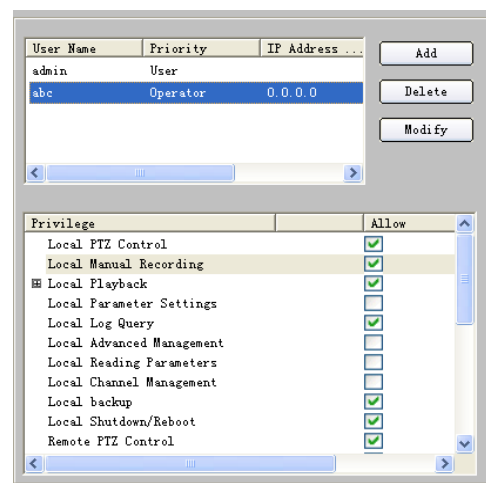 User Name Priority IP Address ...
Add
admin User
abc Operator 0.0.0.0
Delete
Modify
Privilege Allow
Local PTZ Control
Local Manual Recording
Local Playback
Local Parameter Settings
Local Log Query
Local Advanced Management
Local Reading Parameters
Local Channel Management
Local backup
Local Shutdown/Reboot
Remote PTZ Control